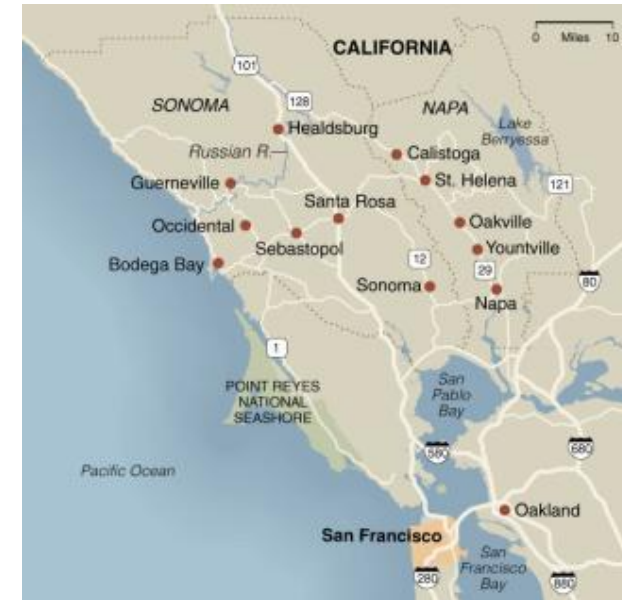 CALIFORNIA
0 Miles 10
101
SONOMA
128
NAPA
Healdsburg
Lake
Berryessa
Russian R.
Calistoga
Guerneville
St. Helena
121
Santa Rosa
Occidental
Oakville
Sebastopol
Yountville
Bodega Bay
12
29
80
Sonoma
Napa
1
San
Pablo
Bay
POINT REYES
NATIONAL
SEASHORE
580
680
Pacific Ocean
Oakland
San Francisco
San
Francisco
Bay
280
880